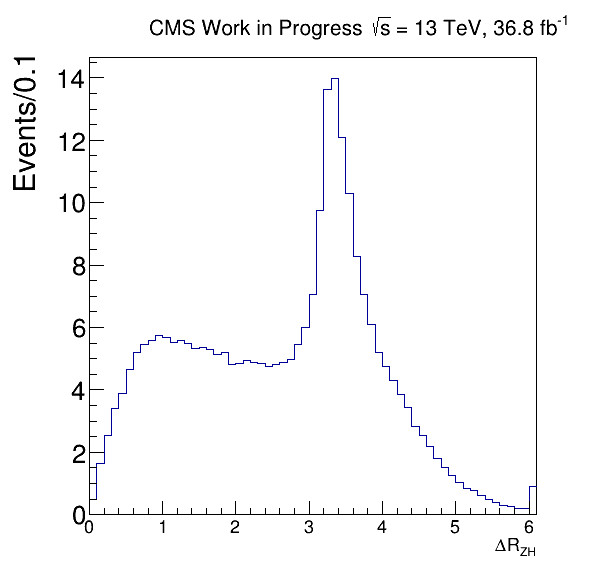 CMS Work in Progress √s = 13 TeV, 36.8 fb⁻¹
Events/0.1
14
12
10
8
6
4
2
0
0 1 2 3 4 5 6
ΔR_ZH